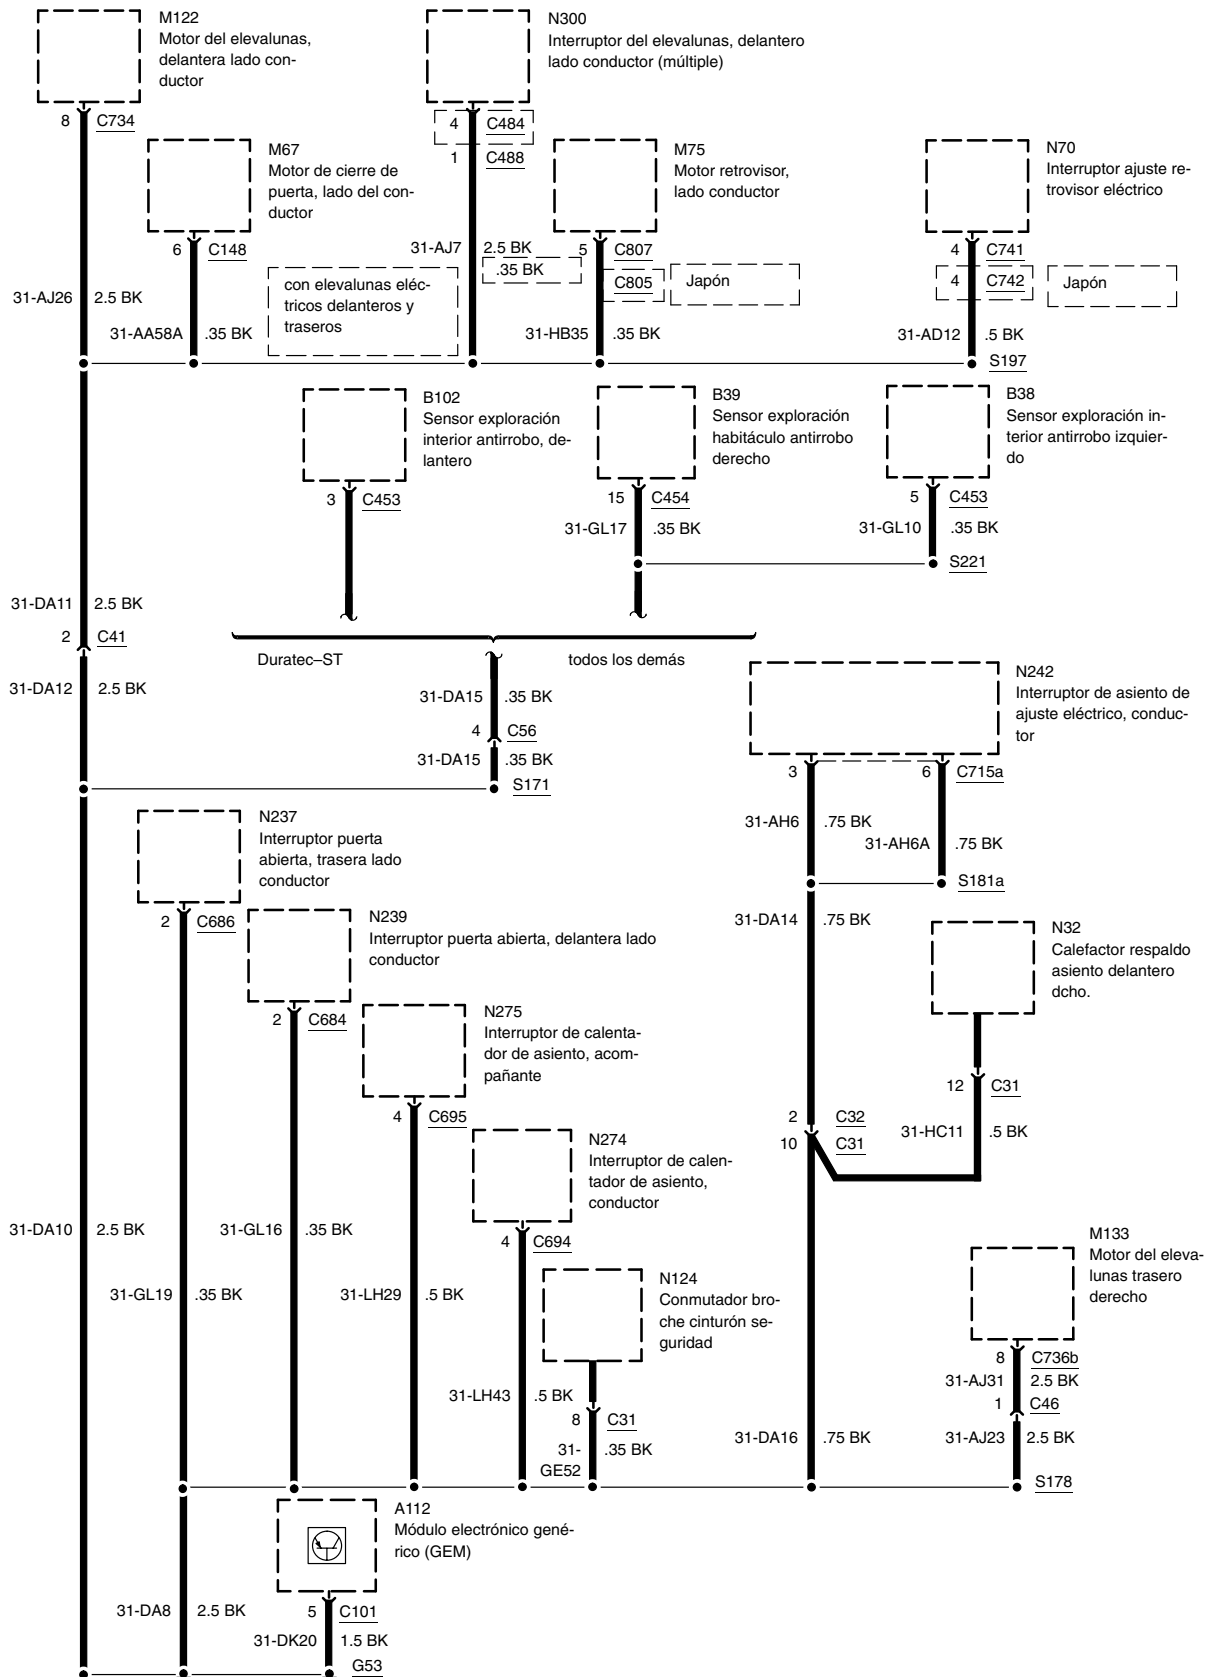 M122
Motor del elevalunas,
delantera lado con-
ductor
8 C734
N300
Interruptor del elevalunas, delantero
lado conductor (múltiple)
4 C484
1 C488
M67
Motor de cierre de
puerta, lado del con-
ductor
6 C148
M75
Motor retrovisor,
lado conductor
5 C807
C805
Japón
N70
Interruptor ajuste re-
trovisor eléctrico
4 C741
4 C742
Japón
31-AJ7 2.5 BK
.35 BK
con elevalunas eléc-
tricos delanteros y
traseros
31-AJ26 2.5 BK
31-AA58A .35 BK
31-HB35 .35 BK
31-AD12 .5 BK
S197
B102
Sensor exploración
interior antirrobo, de-
lantero
3 C453
B39
Sensor exploración
habitáculo antirrobo
derecho
15 C454
31-GL17 .35 BK
B38
Sensor exploración in-
terior antirrobo izquier-
do
5 C453
31-GL10 .35 BK
S221
31-DA11 2.5 BK
2 C41
31-DA12 2.5 BK
Duratec–ST
todos los demás
31-DA15 .35 BK
4 C56
31-DA15 .35 BK
S171
N242
Interruptor de asiento de
ajuste eléctrico, conduc-
tor
3
6 C715a
31-AH6 .75 BK
31-AH6A .75 BK
S181a
31-DA14 .75 BK
N237
Interruptor puerta
abierta, trasera lado
conductor
2 C686
N239
Interruptor puerta abierta, delantera lado
conductor
2 C684
N275
Interruptor de calenta-
dor de asiento, acom-
pañante
4 C695
N32
Calefactor respaldo
asiento delantero
dcho.
12 C31
31-HC11 .5 BK
2 C32
10 C31
N274
Interruptor de calen-
tador de asiento,
conductor
4 C694
31-DA10 2.5 BK
31-GL16 .35 BK
31-GL19 .35 BK
31-LH29 .5 BK
N124
Conmutador bro-
che cinturón se-
guridad
M133
Motor del eleva-
lunas trasero
derecho
8 C736b
31-AJ31 2.5 BK
1 C46
31-AJ23 2.5 BK
31-LH43 .5 BK
8 C31
31- .35 BK
GE52
31-DA16 .75 BK
S178
A112
Módulo electrónico gené-
rico (GEM)
31-DA8 2.5 BK
5 C101
31-DK20 1.5 BK
G53